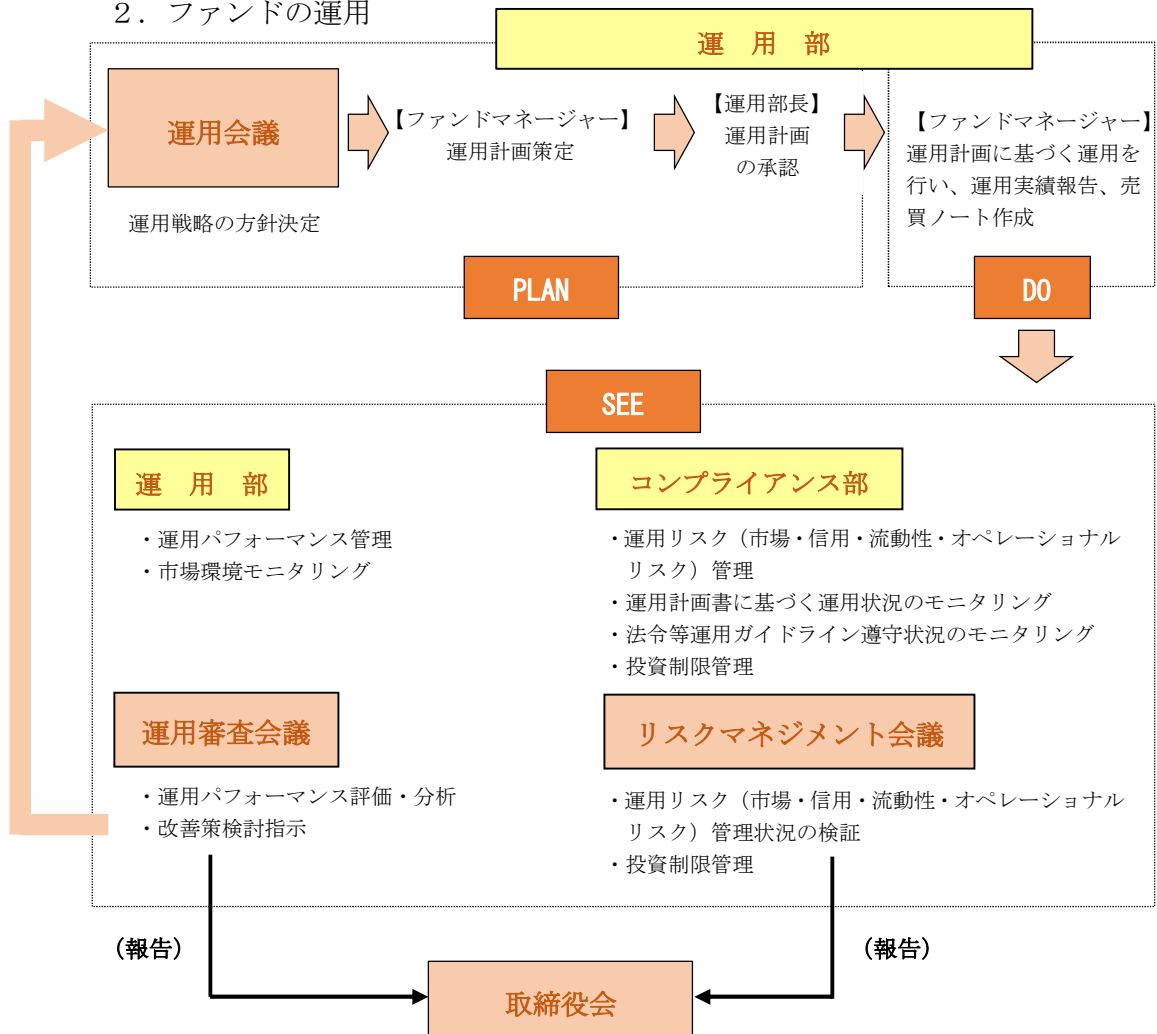 ２．ファンドの運用
運　用　部
運用会議
運用戦略の方針決定
【ファンドマネージャー】
運用計画策定
【運用部長】
運用計画
の承認
【ファンドマネージャー】
運用計画に基づく運用を
行い、運用実績報告、売
買ノート作成
PLAN
DO
SEE
運　用　部
・運用パフォーマンス管理
・市場環境モニタリング
コンプライアンス部
・運用リスク（市場・信用・流動性・オペレーショナル
リスク）管理
・運用計画書に基づく運用状況のモニタリング
・法令等運用ガイドライン遵守状況のモニタリング
・投資制限管理
運用審査会議
・運用パフォーマンス評価・分析
・改善策検討指示
リスクマネジメント会議
・運用リスク（市場・信用・流動性・オペレーショナル
リスク）管理状況の検証
・投資制限管理
（報告）
（報告）
取締役会